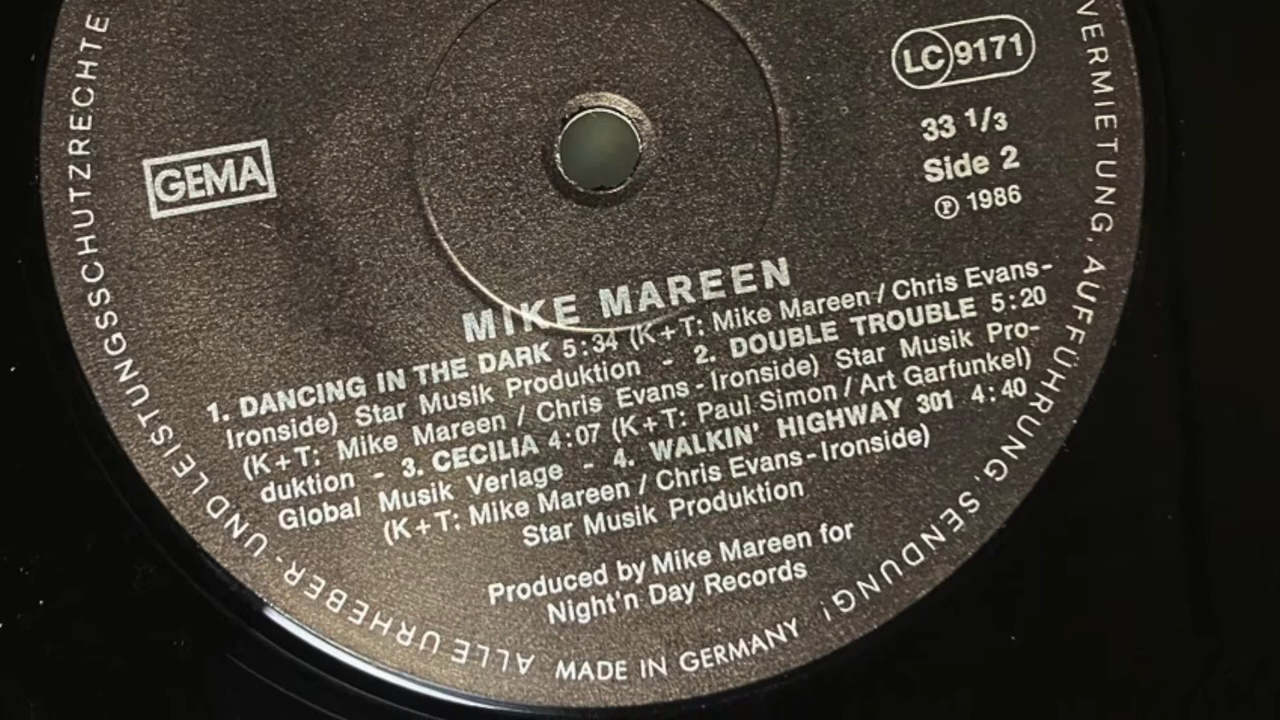 GEMA
LC 9171
33 1/3
Side 2
Ⓟ 1986
MIKE MAREEN
1. DANCING IN THE DARK 5:34 (K+T: Mike Mareen / Chris Evans-
Ironside) Star Musik Produktion - 2. DOUBLE TROUBLE 5:20
(K+T: Mike Mareen / Chris Evans-Ironside) Star Musik Pro-
duktion - 3. CECILIA 4:07 (K+T: Paul Simon / Art Garfunkel)
Global Musik Verlage - 4. WALKIN' HIGHWAY 301 4:40
(K+T: Mike Mareen / Chris Evans-Ironside)
Star Musik Produktion
Produced by Mike Mareen for
Night'n Day Records
ALLE URHEBER- UND LEISTUNGSSCHUTZRECHTE
VERMIETUNG, AUFFÜHRUNG, SENDUNG!
MADE IN GERMANY